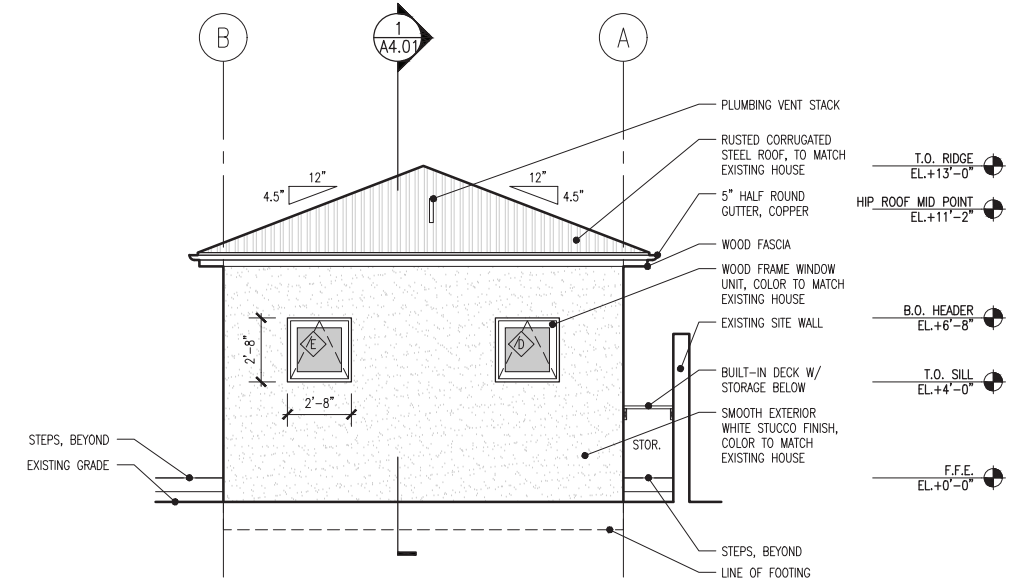 B
1
A4.01
A
PLUMBING VENT STACK
RUSTED CORRUGATED
STEEL ROOF, TO MATCH
EXISTING HOUSE
T.O. RIDGE
EL.+13'-0"
12"
4.5"
12"
4.5"
5" HALF ROUND
GUTTER, COPPER
HIP ROOF MID POINT
EL.+11'-2"
WOOD FASCIA
WOOD FRAME WINDOW
UNIT, COLOR TO MATCH
EXISTING HOUSE
B.O. HEADER
EL.+6'-8"
EXISTING SITE WALL
2'-8"
E
D
BUILT-IN DECK W/
STORAGE BELOW
T.O. SILL
EL.+4'-0"
2'-8"
SMOOTH EXTERIOR
WHITE STUCCO FINISH,
COLOR TO MATCH
EXISTING HOUSE
STOR.
STEPS, BEYOND
EXISTING GRADE
F.F.E.
EL.+0'-0"
STEPS, BEYOND
LINE OF FOOTING